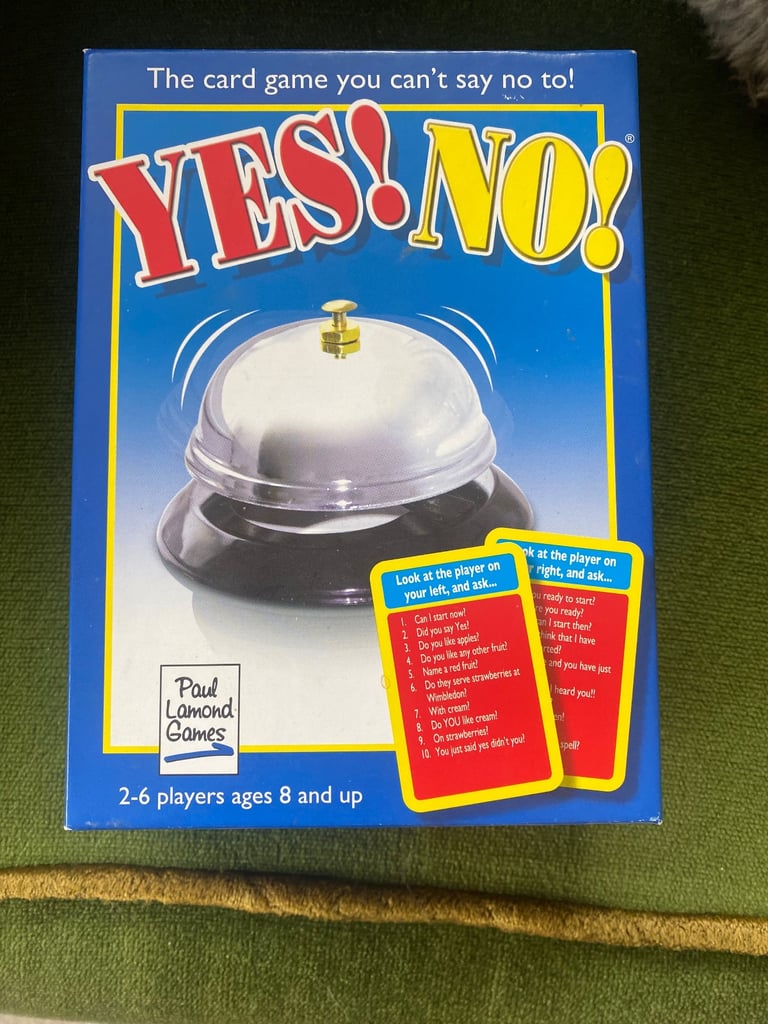 The card game you can't say no to!
YES! NO!®
Look at the player on
your left, and ask...
1. Can I start now?
2. Did you say Yes!
3. Do you like apples?
4. Do you like any other fruit?
5. Name a red fruit?
6. Do they serve strawberries at
Wimbledon?
7. With cream?
8. Do YOU like cream?
9. On strawberries?
10. You just said yes didn't you?
at the player on
right, and ask...
ready to start?
you ready?
I start then?
that I have
and you have just
I heard you!!
spell?
Paul
Lamond
Games
2-6 players ages 8 and up